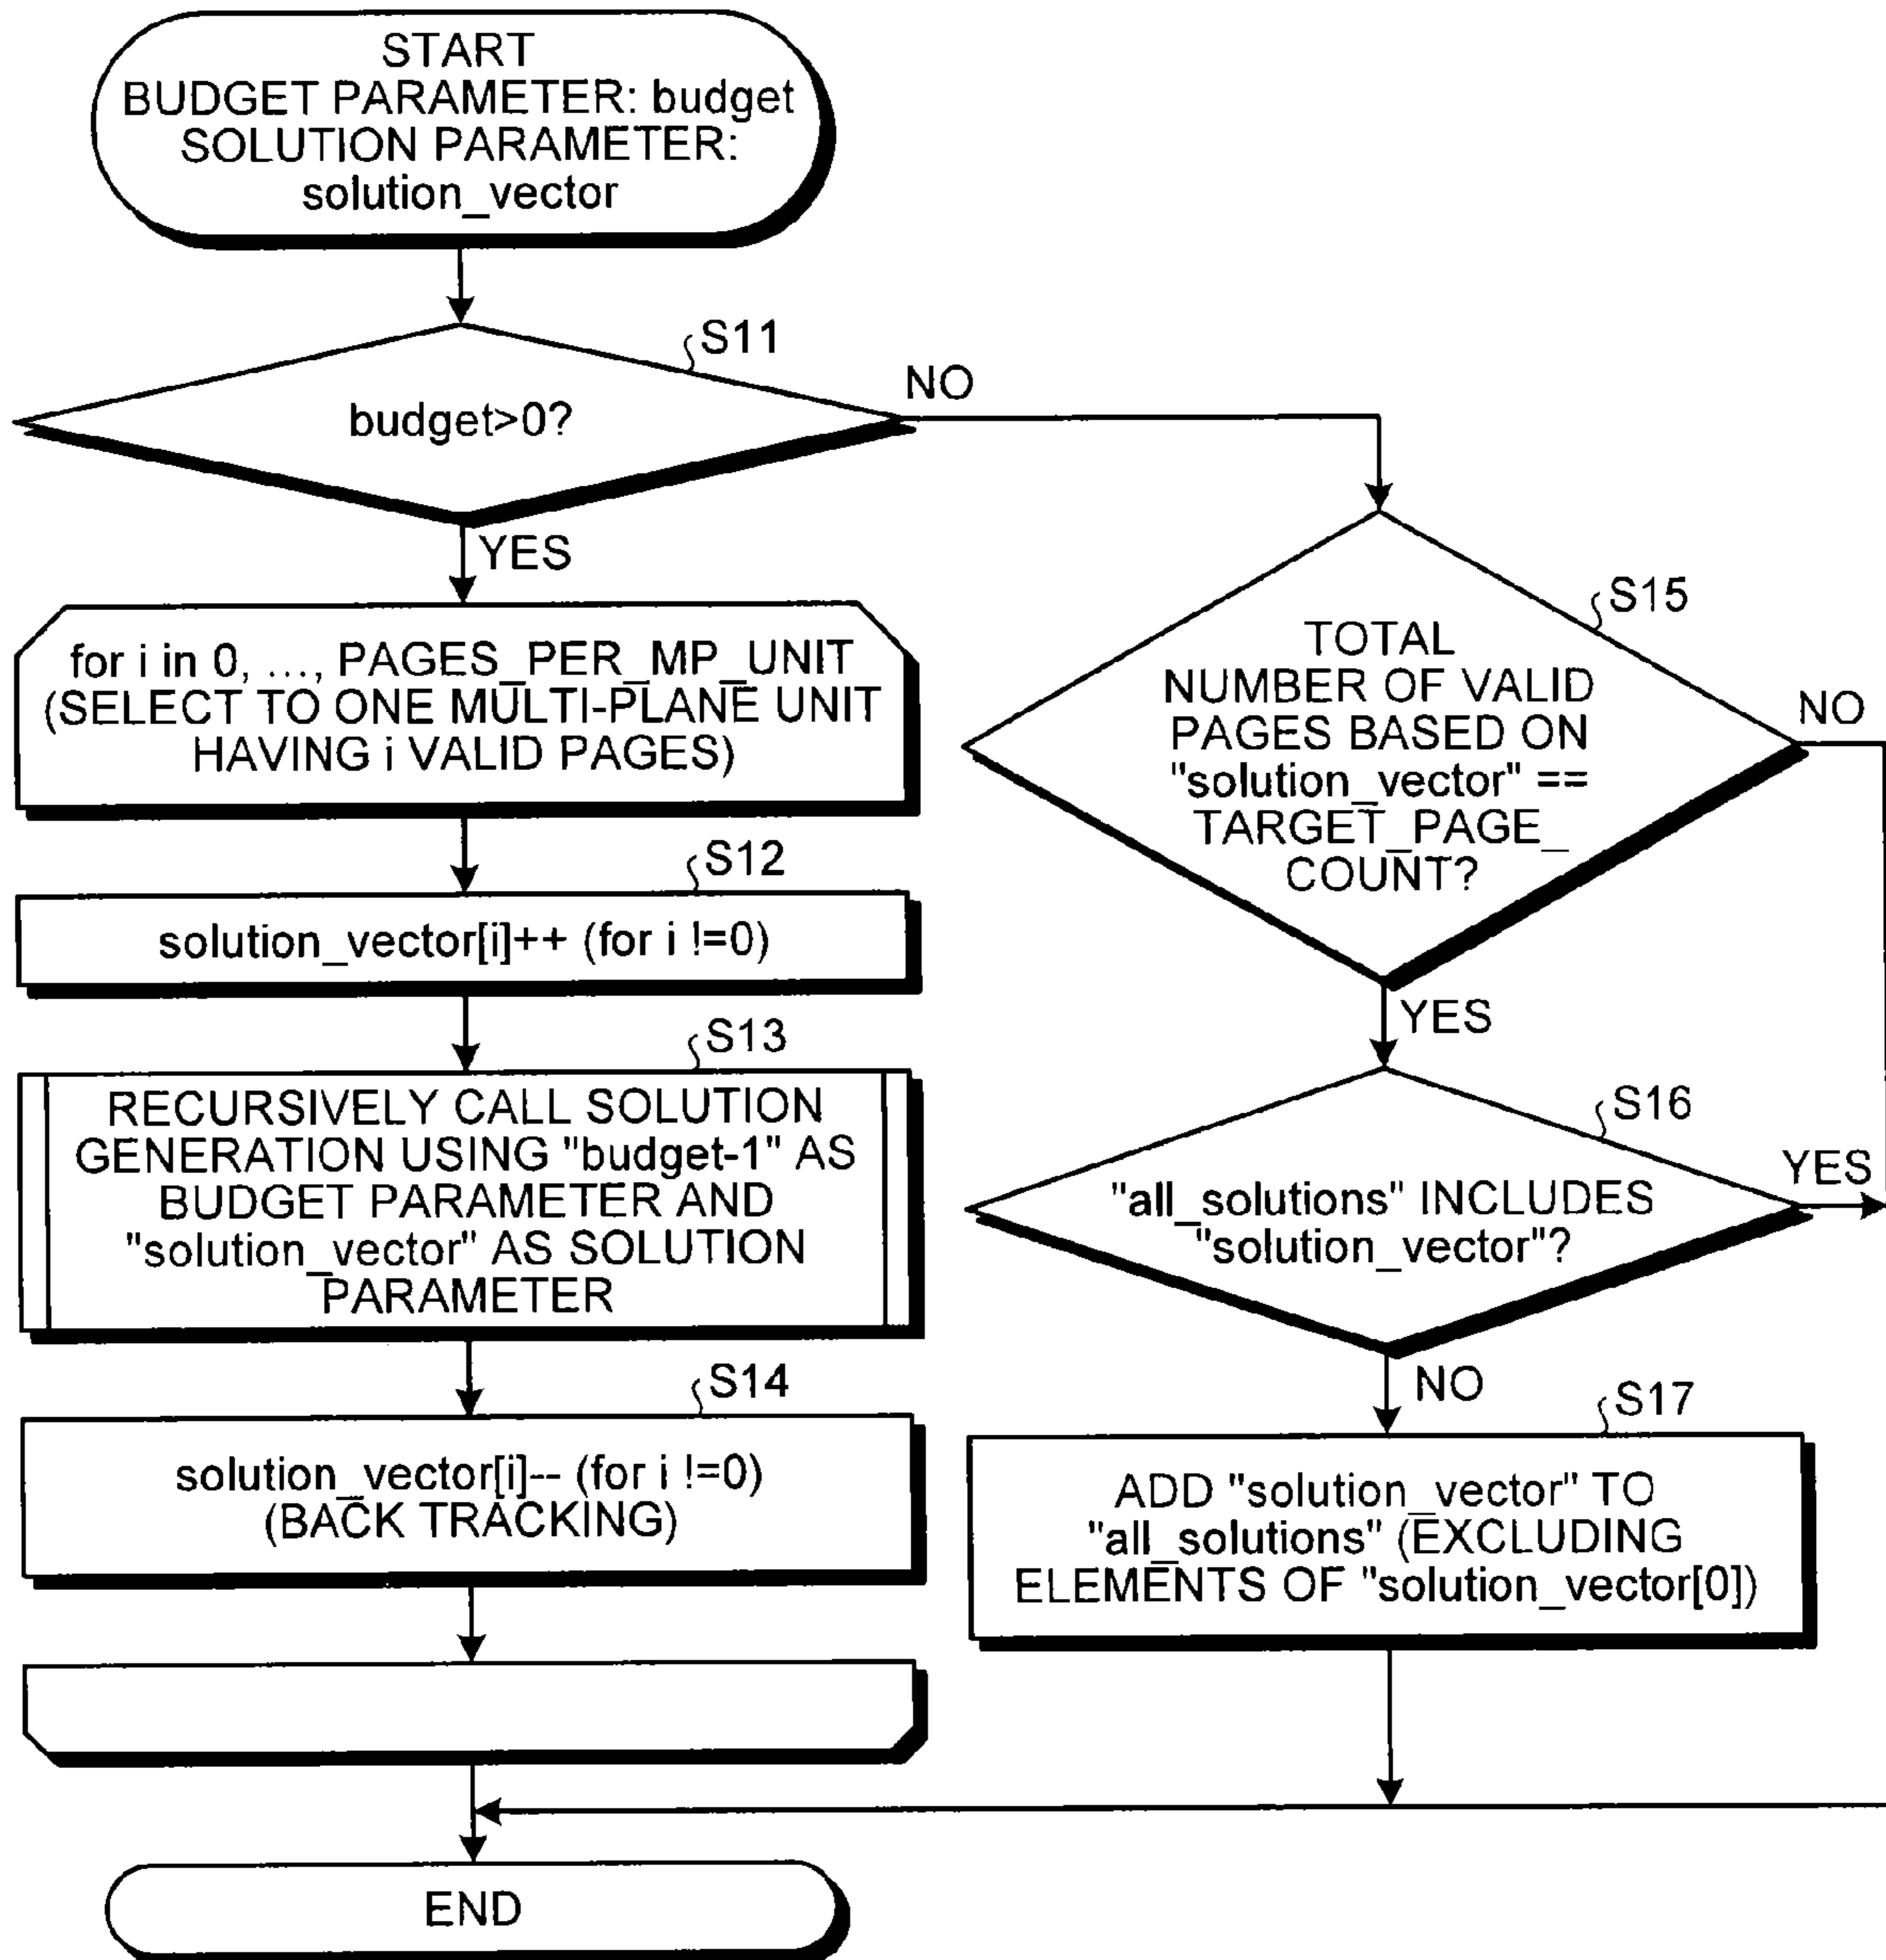 START
BUDGET PARAMETER: budget
SOLUTION PARAMETER:
solution_vector
S11
budget>0?
NO
YES
for i in 0, ..., PAGES_PER_MP_UNIT
(SELECT TO ONE MULTI-PLANE UNIT
HAVING i VALID PAGES)
S12
solution_vector[i]++ (for i !=0)
S13
RECURSIVELY CALL SOLUTION
GENERATION USING "budget-1" AS
BUDGET PARAMETER AND
"solution_vector" AS SOLUTION
PARAMETER
S14
solution_vector[i]-- (for i !=0)
(BACK TRACKING)
S15
TOTAL
NUMBER OF VALID
PAGES BASED ON
"solution_vector" ==
TARGET_PAGE_
COUNT?
NO
YES
S16
"all_solutions" INCLUDES
"solution_vector"?
YES
NO
S17
ADD "solution_vector" TO
"all_solutions" (EXCLUDING
ELEMENTS OF "solution_vector[0])
END